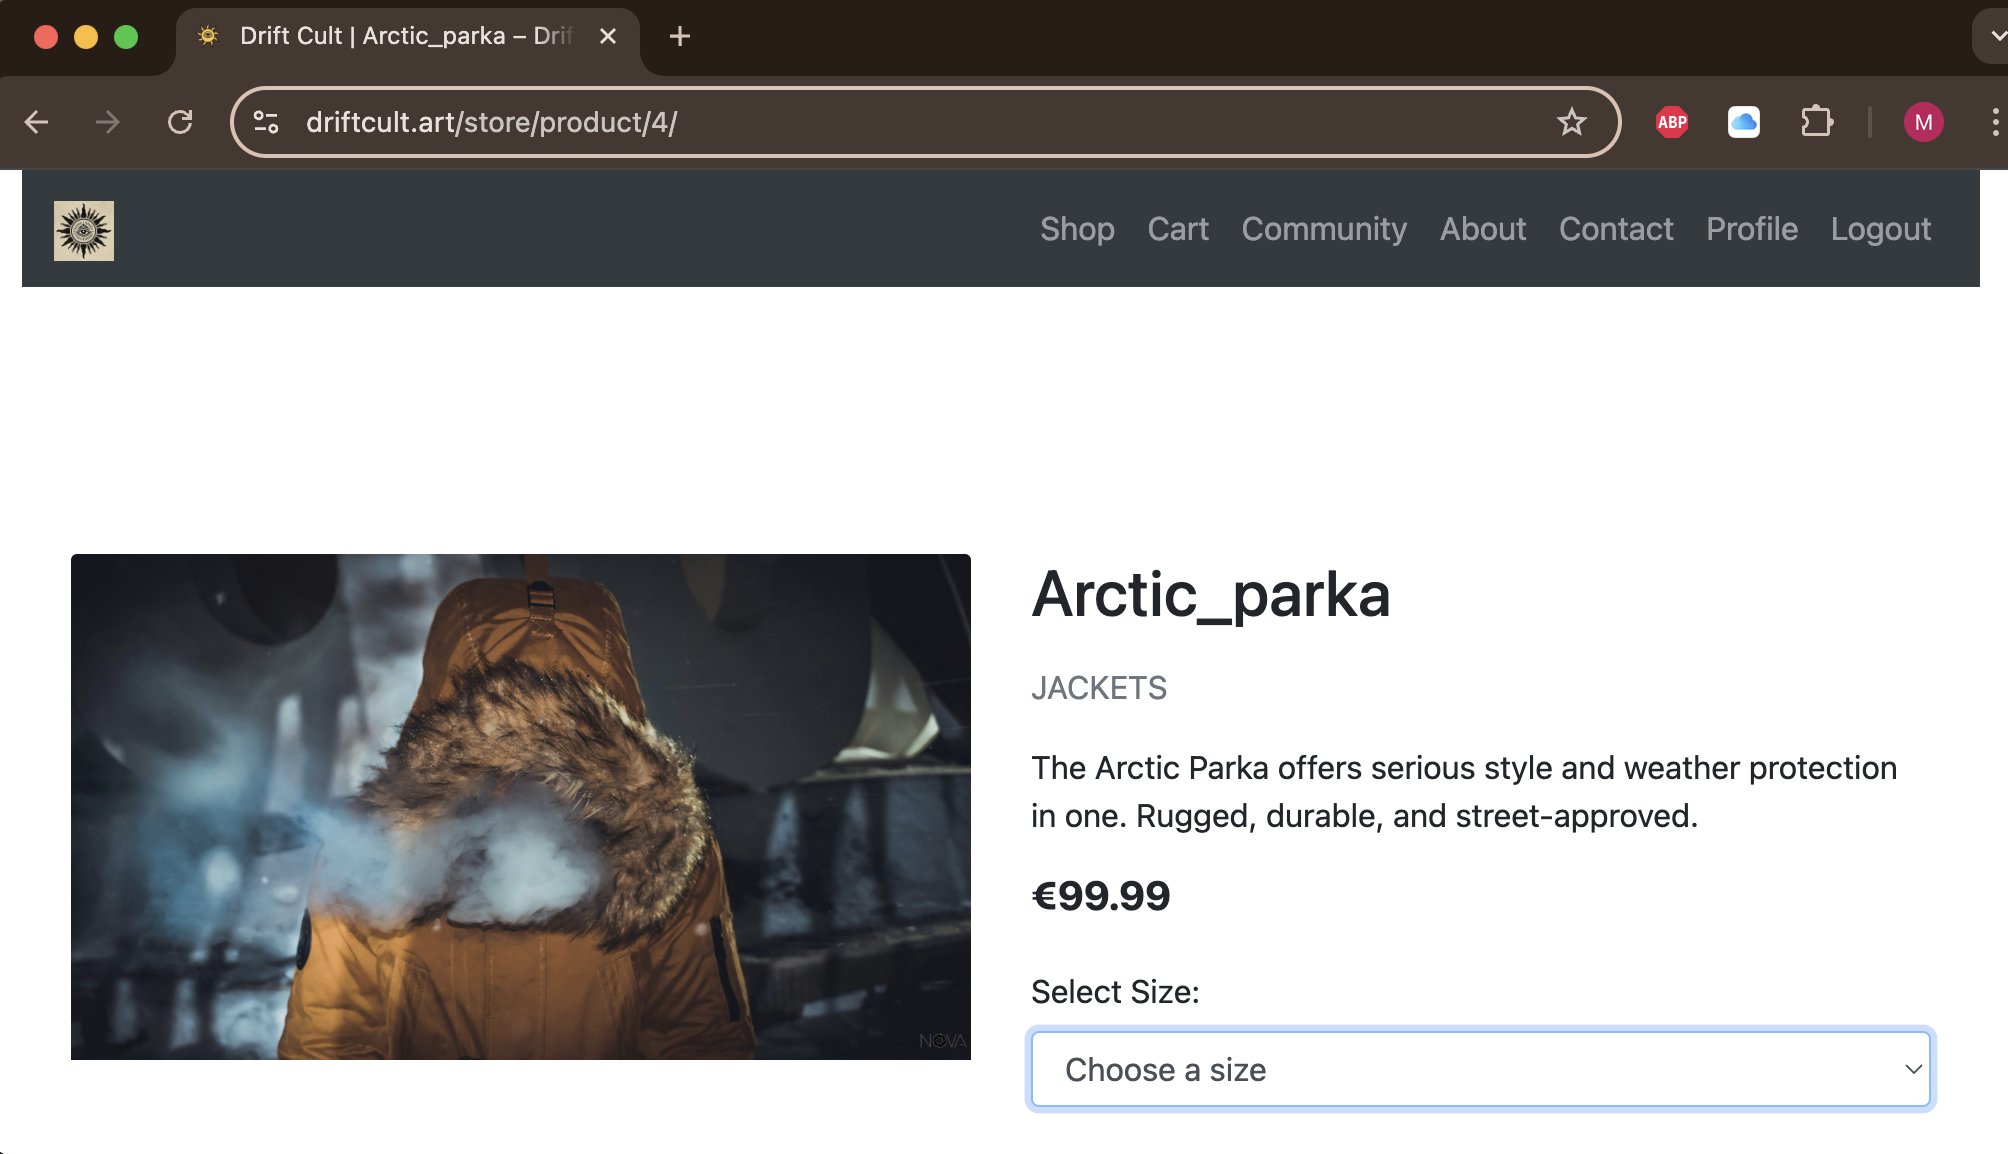 Drift Cult | Arctic_parka – Drif
driftcult.art/store/product/4/
ABP
M
Shop Cart Community About Contact Profile Logout
Arctic_parka
JACKETS
The Arctic Parka offers serious style and weather protection
in one. Rugged, durable, and street-approved.
€99.99
NOVA
Select Size:
Choose a size